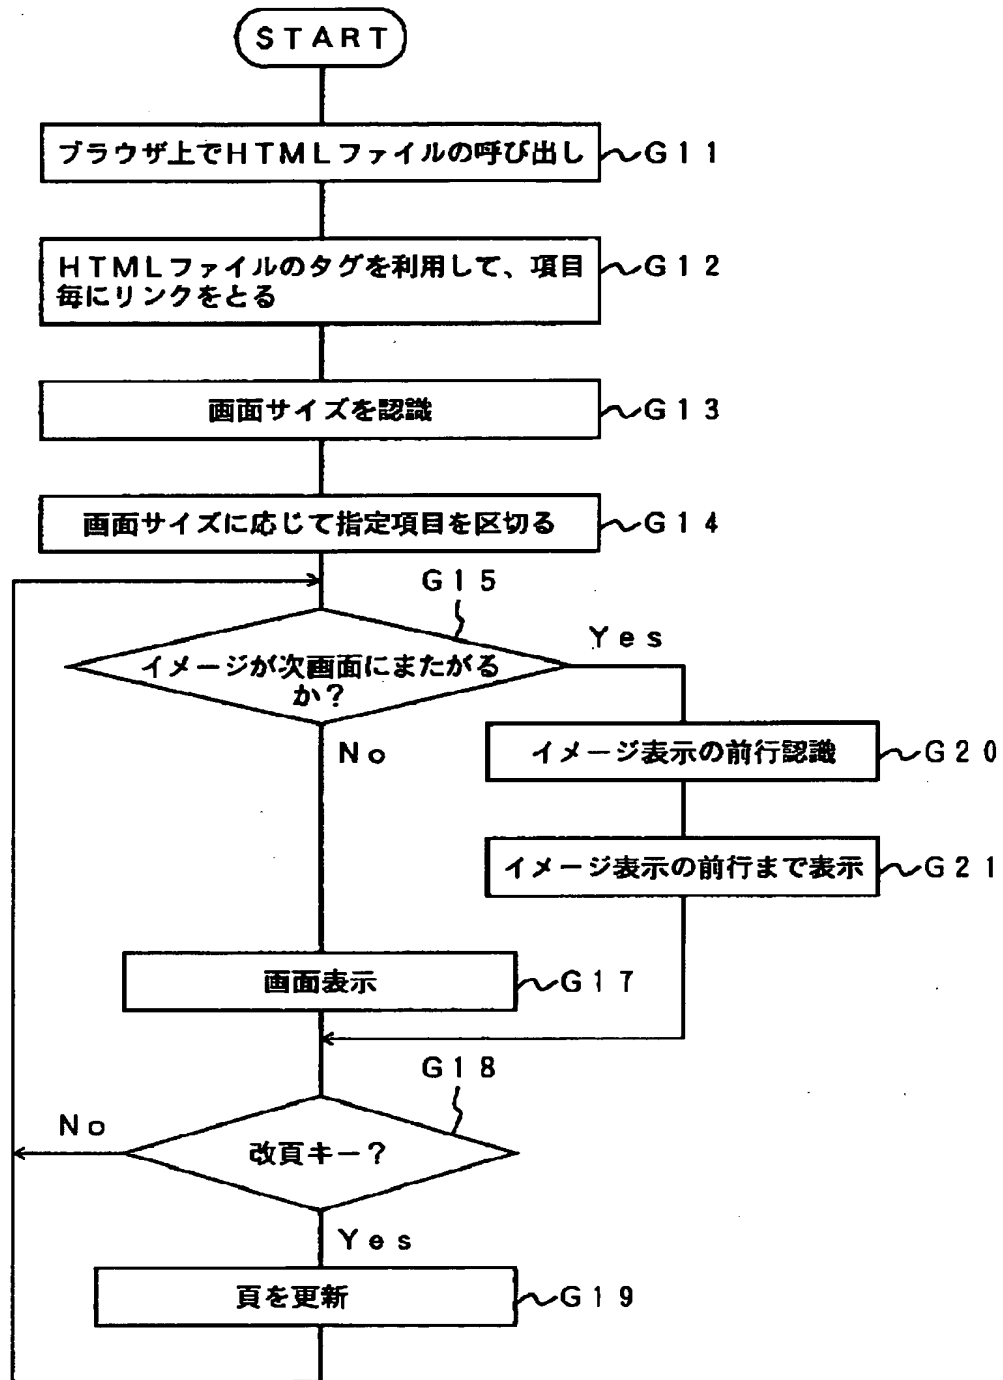 START
ブラウザ上でHTMLファイルの呼び出し
G11
HTMLファイルのタグを利用して、項目
毎にリンクをとる
G12
画面サイズを認識
G13
画面サイズに応じて指定項目を区切る
G14
G15
イメージが次画面にまたがる
か?
Yes
No
イメージ表示の前行認識
G20
イメージ表示の前行まで表示
G21
画面表示
G17
G18
改頁キー?
No
Yes
頁を更新
G19